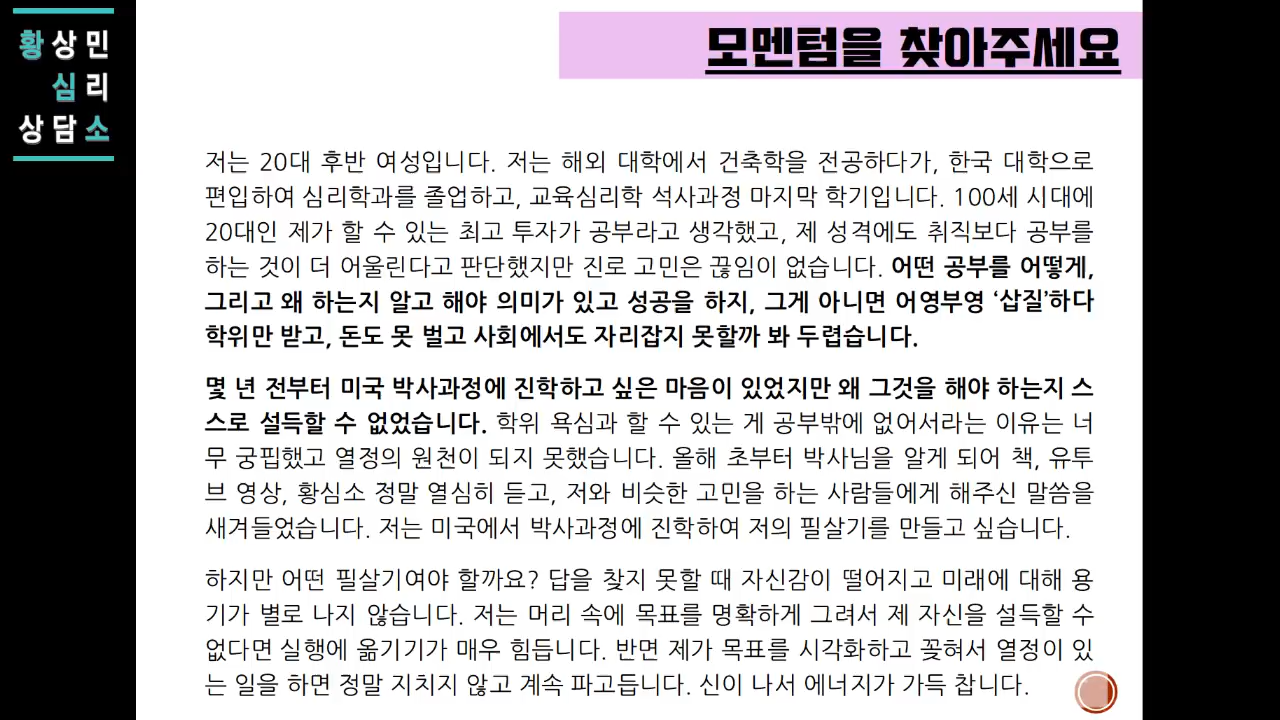 황상민
심리
상담소
모멘텀을 찾아주세요
저는 20대 후반 여성입니다. 저는 해외 대학에서 건축학을 전공하다가, 한국 대학으로
편입하여 심리학과를 졸업하고, 교육심리학 석사과정 마지막 학기입니다. 100세 시대에
20대인 제가 할 수 있는 최고 투자가 공부라고 생각했고, 제 성격에도 취직보다 공부를
하는 것이 더 어울린다고 판단했지만 진로 고민은 끊임이 없습니다. 어떤 공부를 어떻게,
그리고 왜 하는지 알고 해야 의미가 있고 성공을 하지, 그게 아니면 어영부영 ‘삽질’하다
학위만 받고, 돈도 못 벌고 사회에서도 자리잡지 못할까 봐 두렵습니다.
몇 년 전부터 미국 박사과정에 진학하고 싶은 마음이 있었지만 왜 그것을 해야 하는지 스
스로 설득할 수 없었습니다. 학위 욕심과 할 수 있는 게 공부밖에 없어서라는 이유는 너
무 궁핍했고 열정의 원천이 되지 못했습니다. 올해 초부터 박사님을 알게 되어 책, 유투
브 영상, 황심소 정말 열심히 듣고, 저와 비슷한 고민을 하는 사람들에게 해주신 말씀을
새겨들었습니다. 저는 미국에서 박사과정에 진학하여 저의 필살기를 만들고 싶습니다.
하지만 어떤 필살기여야 할까요? 답을 찾지 못할 때 자신감이 떨어지고 미래에 대해 용
기가 별로 나지 않습니다. 저는 머리 속에 목표를 명확하게 그려서 제 자신을 설득할 수
없다면 실행에 옮기기가 매우 힘듭니다. 반면 제가 목표를 시각화하고 꽂혀서 열정이 있
는 일을 하면 정말 지치지 않고 계속 파고듭니다. 신이 나서 에너지가 가득 찹니다.